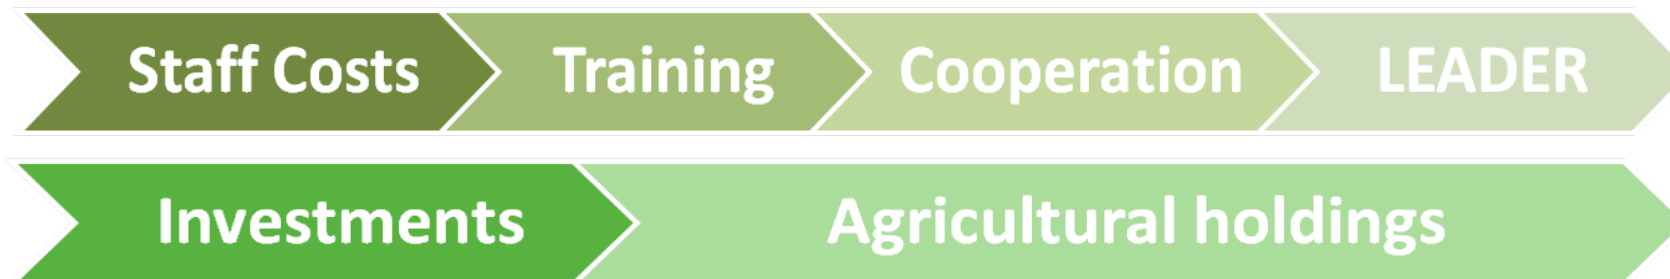 Staff Costs Training Cooperation LEADER
Investments Agricultural holdings